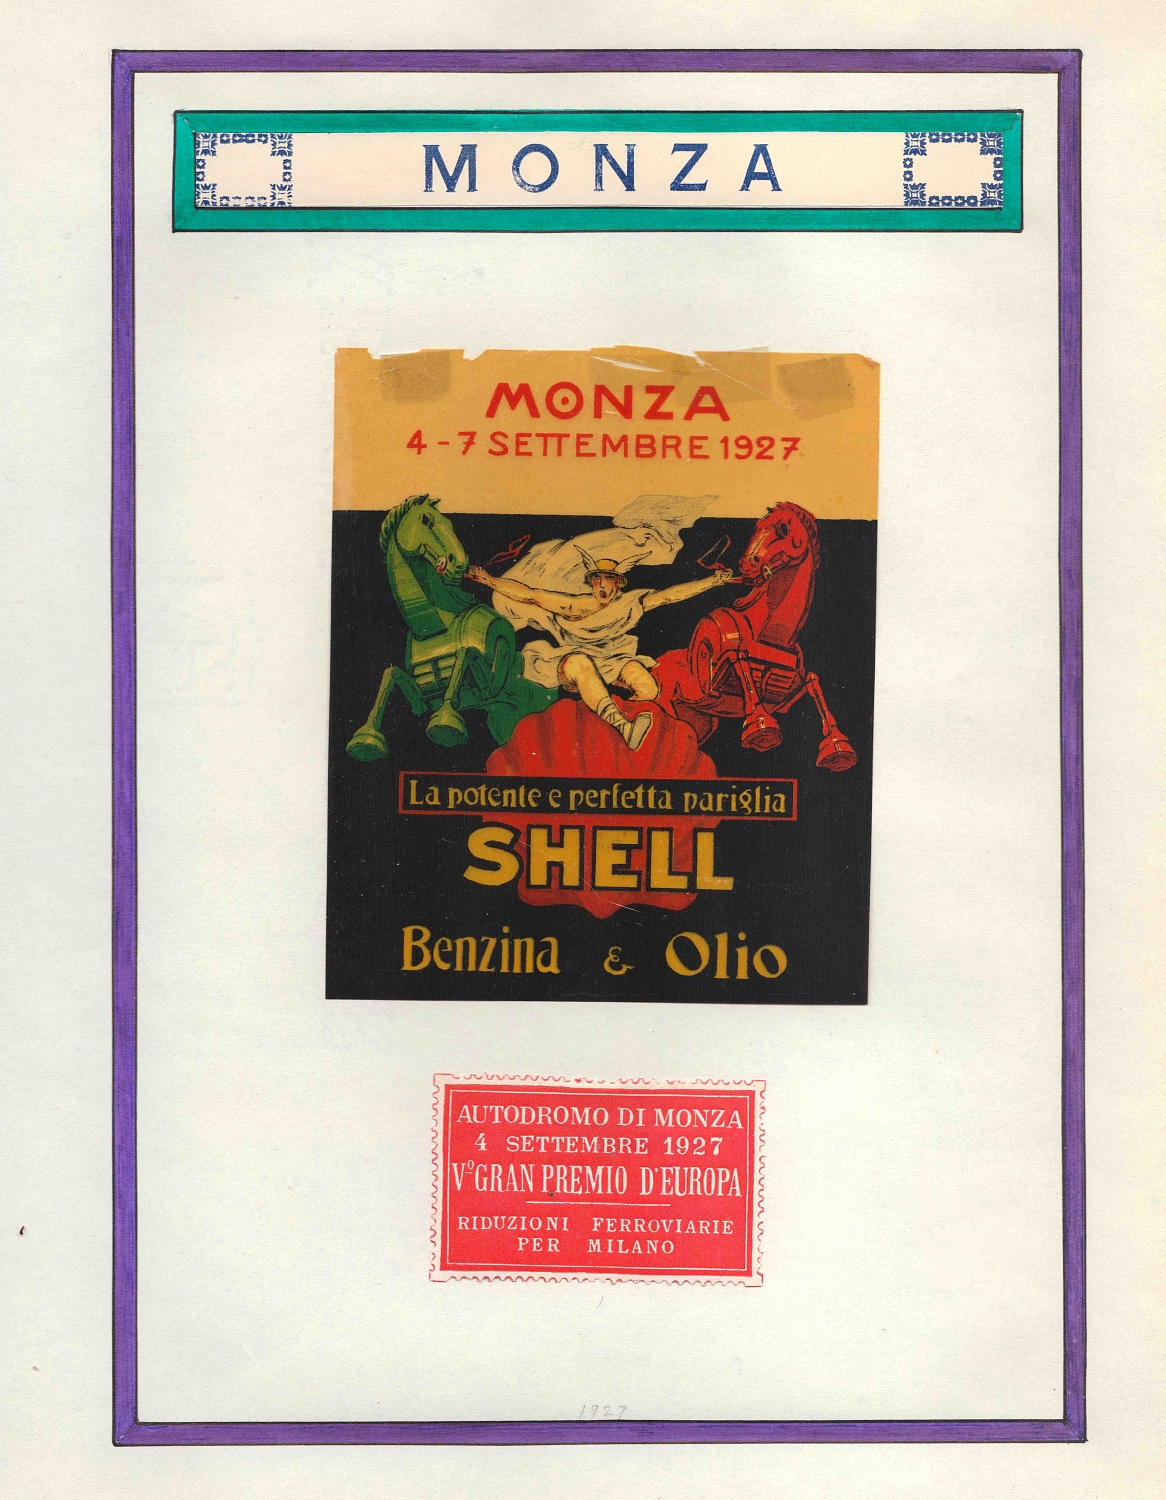 MONZA
MONZA
4-7 SETTEMBRE 1927
La potente e perfetta pariglia
SHELL
Benzina & Olio
AUTODROMO DI MONZA
4 SETTEMBRE 1927
Vº GRAN PREMIO D'EUROPA
RIDUZIONI FERROVIARIE
PER MILANO
1927